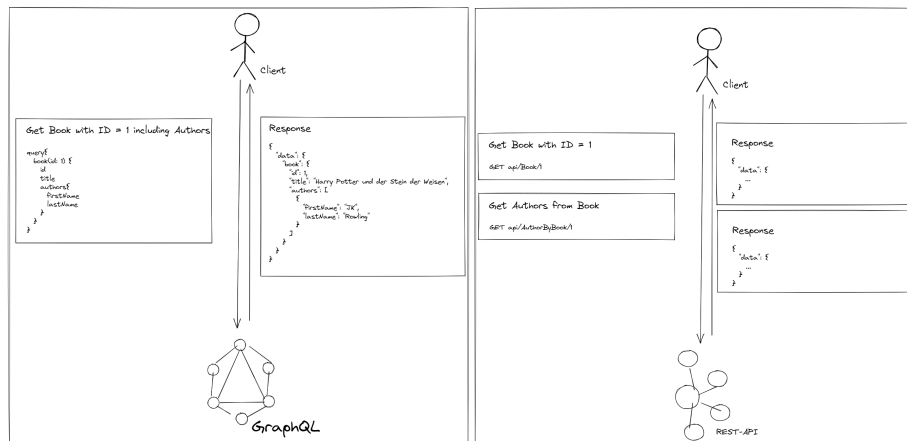 Client
Get Book with ID = 1 including Authors
query{
book(id: 1) {
id
title
authors{
firstName
lastName
}
}
}
Response
{
"data": {
"book": {
"id": 1,
"title": "Harry Potter und der Stein der Weisen",
"authors": [
{
"firstName": "JK",
"lastName": "Rowling"
}
]
}
}
}
GraphQL
Client
Get Book with ID = 1
GET api/Book/1
Get Authors from Book
GET api/AuthorByBook/1
Response
{
"data": {
...
}
}
Response
{
"data": {
...
}
}
REST-API